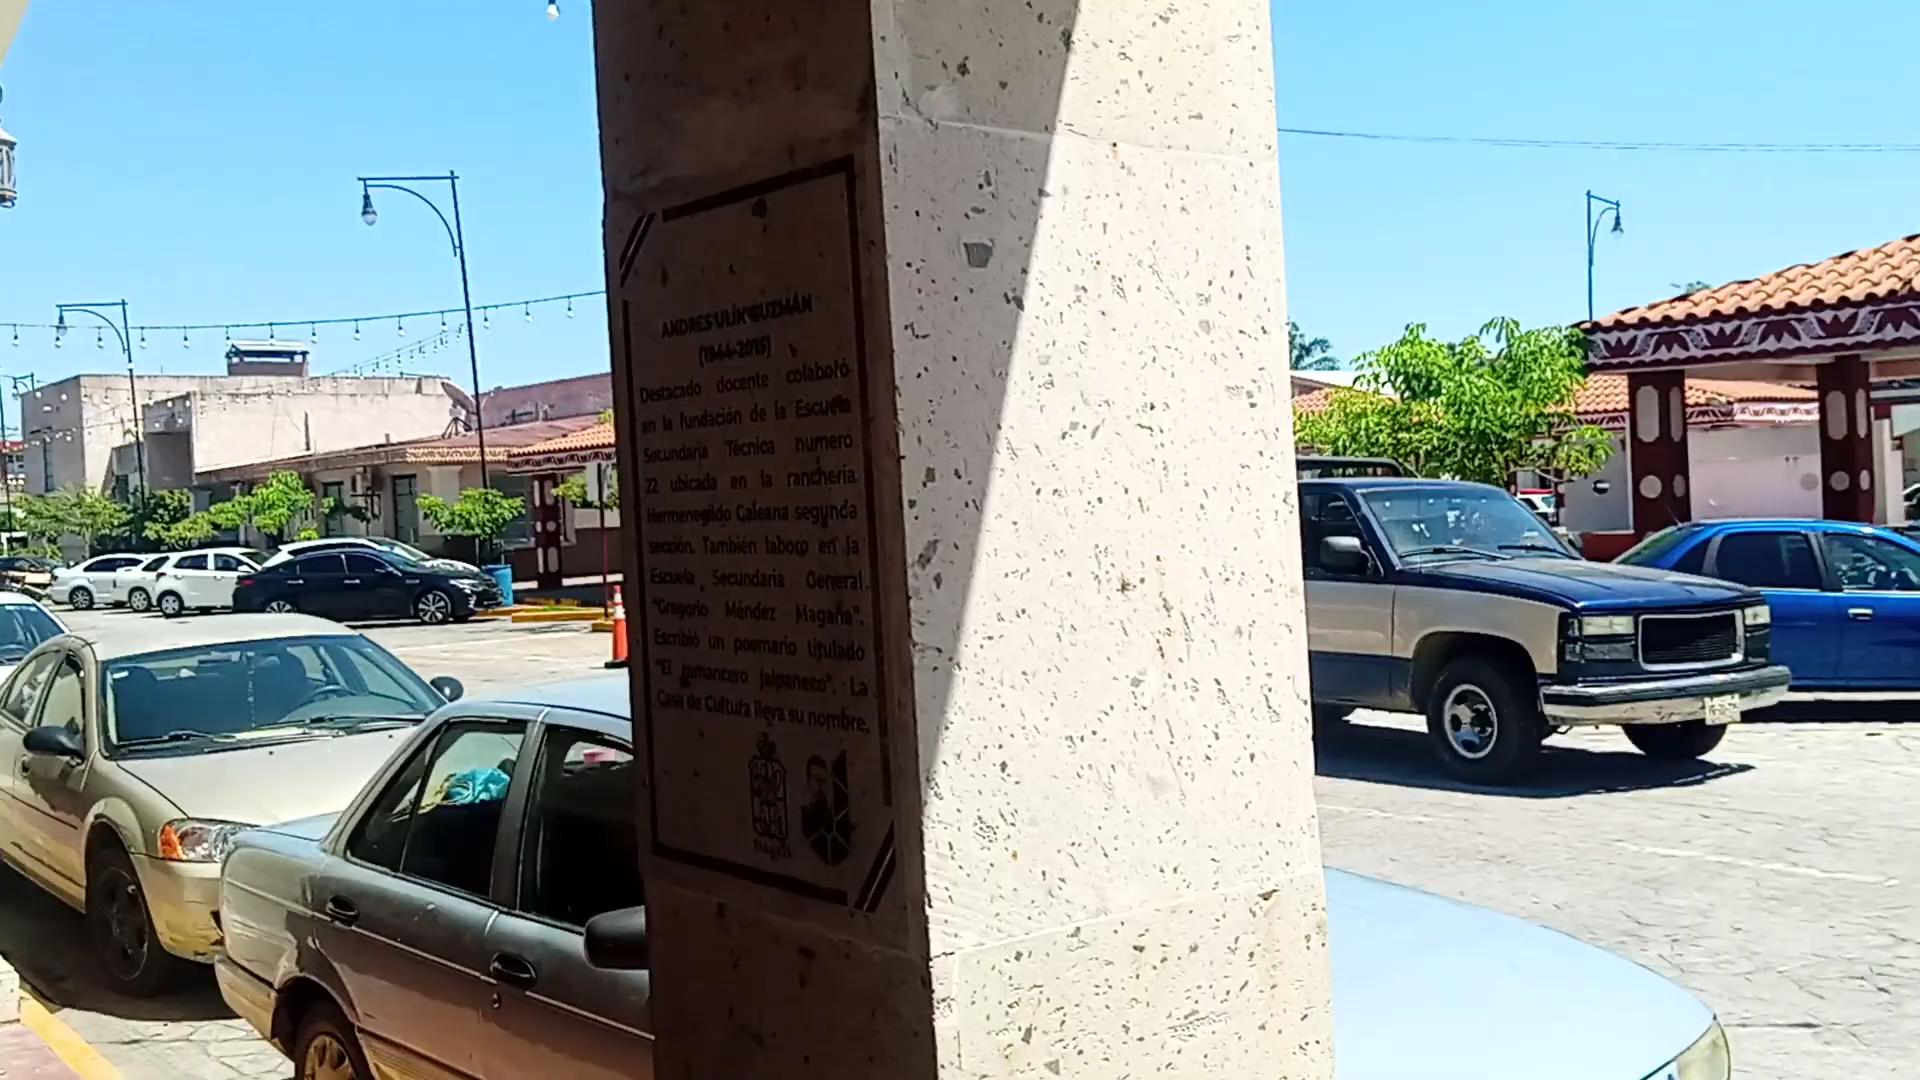 ANDRES ULÍN GUZMÁN
(1944-2015)
Destacado docente colaboró
en la fundación de la Escuela
Secundaria Técnica numero
22 ubicada en la ranchería
Hermenegildo Galeana segunda
sección. También laboro en la
Escuela Secundaria General
"Gregorio Méndez Magaña".
Escribió un poemario titulado
"El romancero jalpaneco". La
Casa de Cultura lleva su nombre.
TABASCO